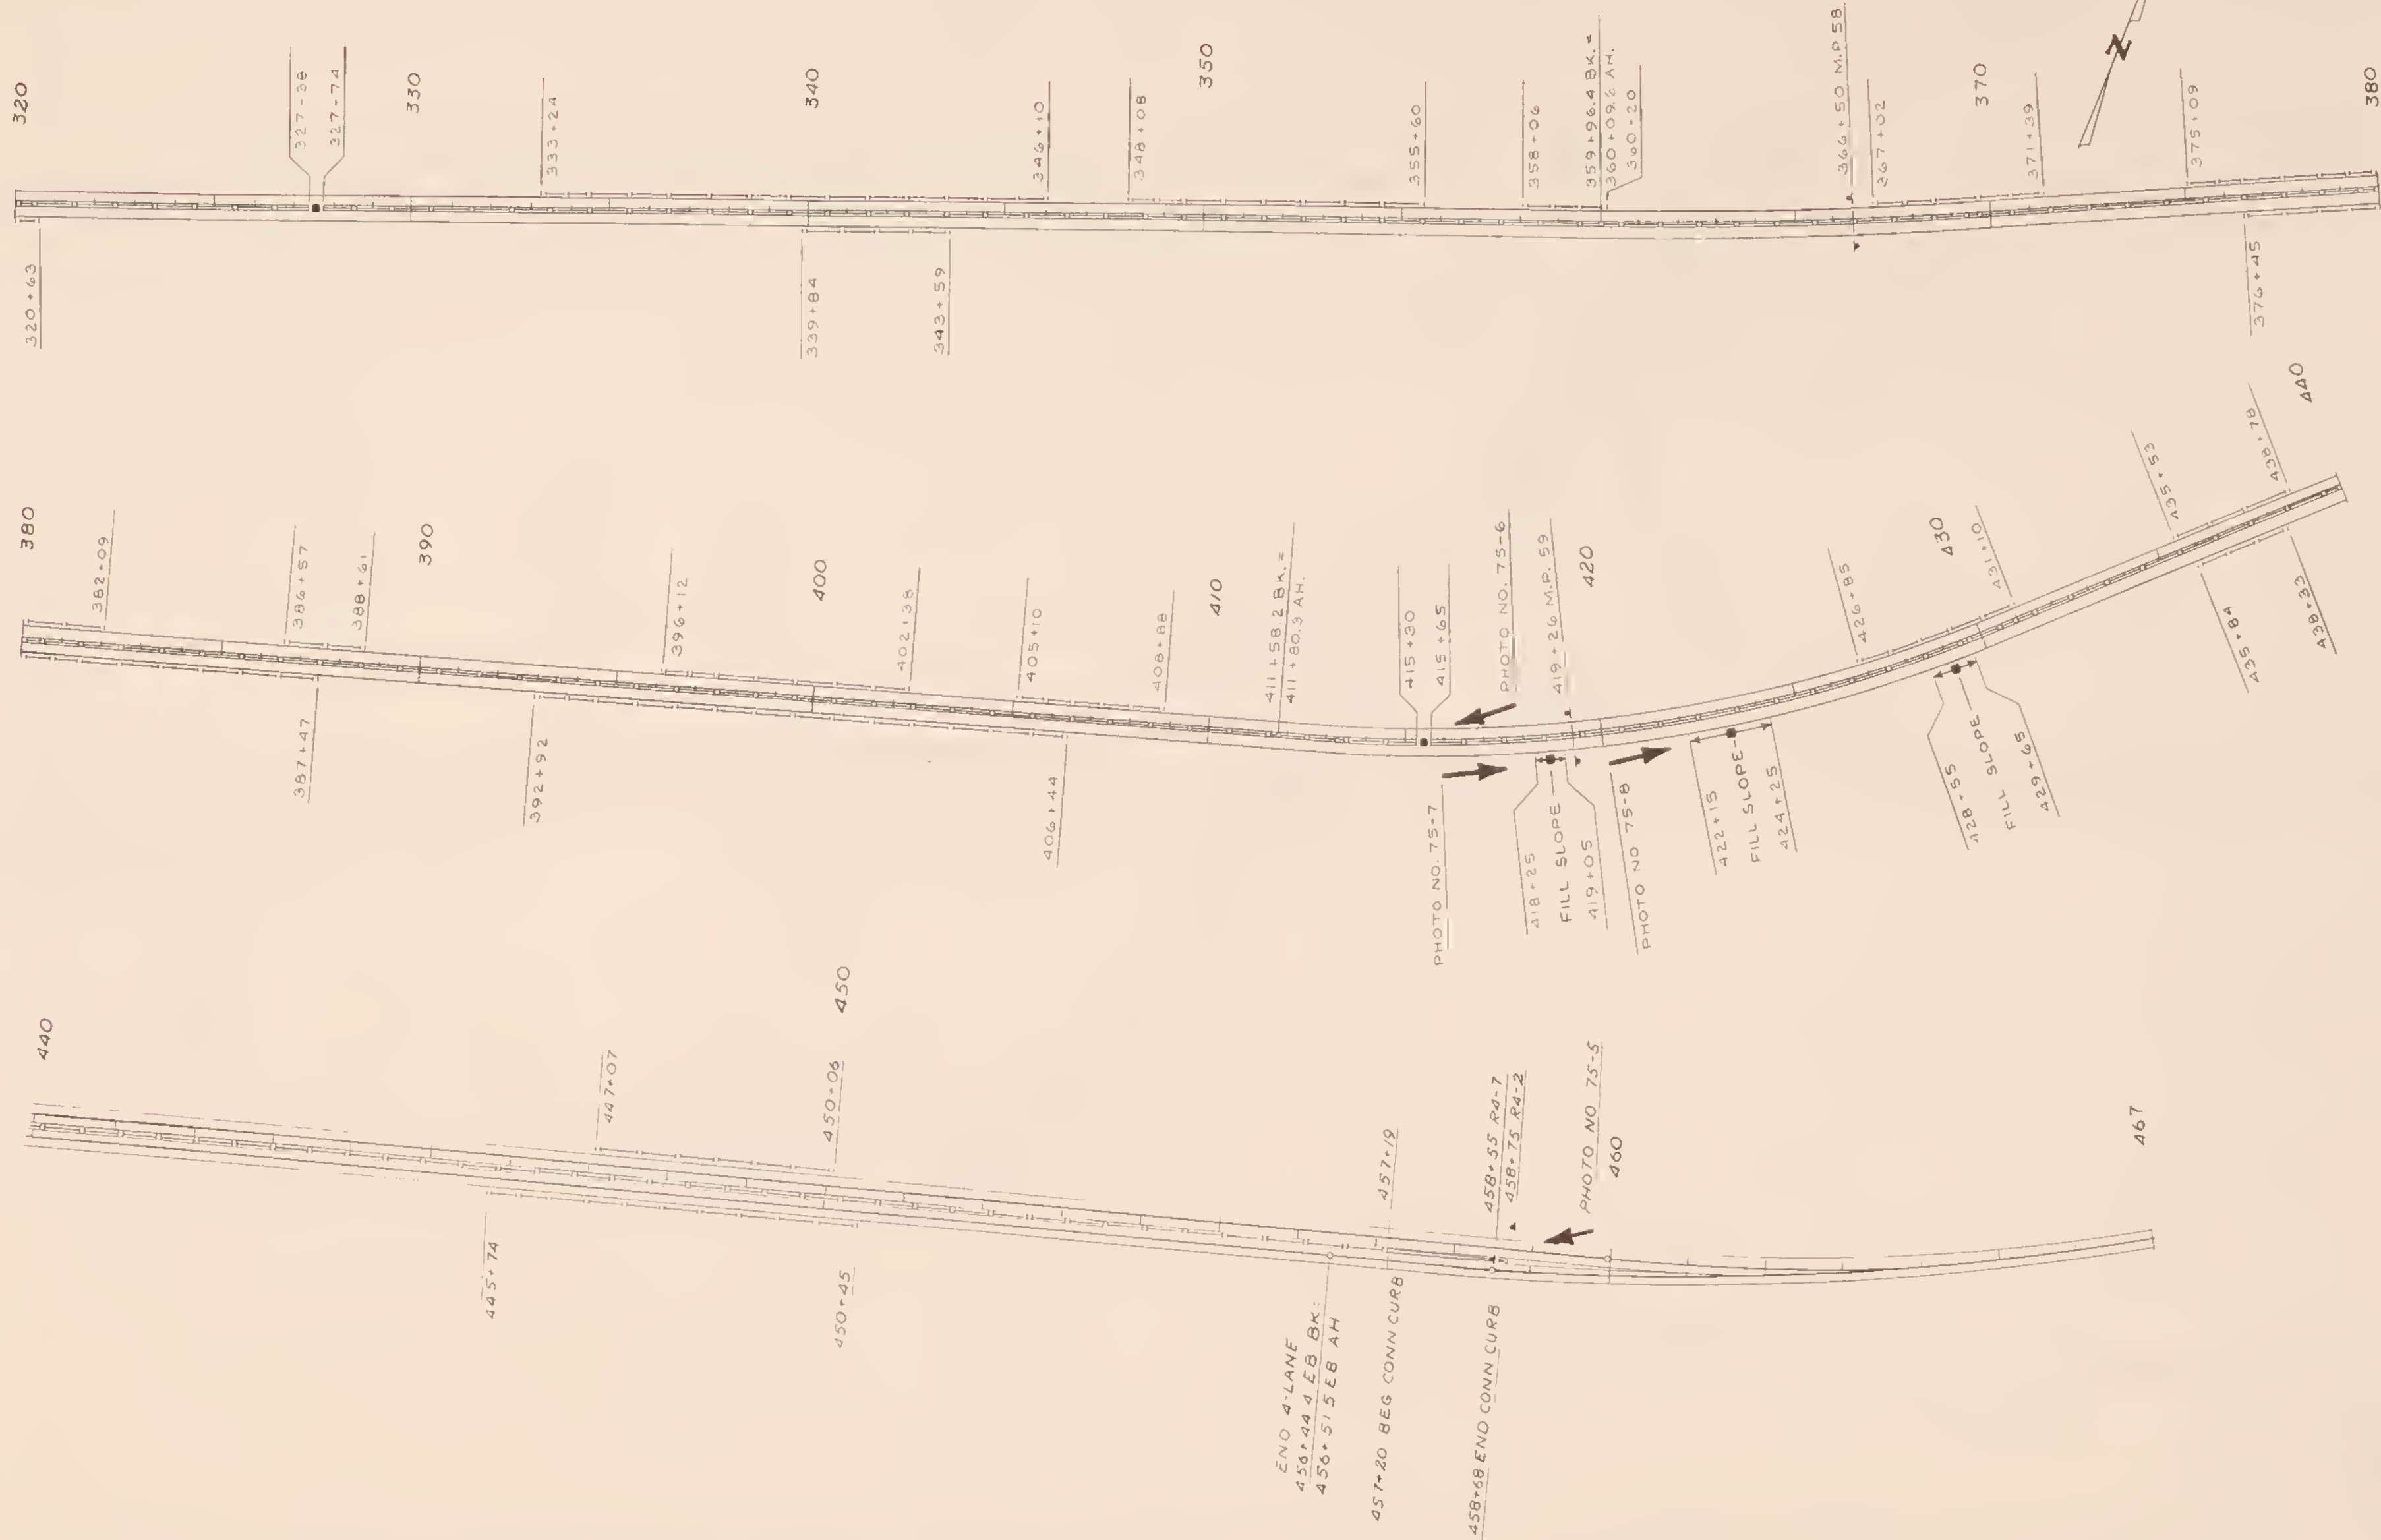 320
327-38
327-74
330
333+24
340
346+10
348+08
350
355+60
358+06
359+96.4 BK. =
360+09.2 AH.
360-20
366+50 M.P. 58
367+02
370
371+39
N
375+09
380
320+63
339+84
343+59
376+45
380
382+09
386+57
388+61
390
396+12
400
402+38
405+10
408+88
410
411+58.2 BK. =
411+80.3 AH.
415+30
415+65
PHOTO NO. 75-6
419+26 M.P. 59
420
426+85
430
431+10
435+53
438+78
440
387+47
392+92
406+44
PHOTO NO. 75-7
418+25
FILL SLOPE
419+05
PHOTO NO 75-8
422+15
FILL SLOPE
424+25
428-55
FILL SLOPE
429+65
435+84
438+33
440
447+07
450
450+06
457+19
458+55 R4-7
458+75 R4-2
PHOTO NO 75-5
460
467
445+74
450+45
END 4-LANE
456+44 4 EB BK:
456+51 5 EB AH
457+20 BEG CONN CURB
458+68 END CONN CURB